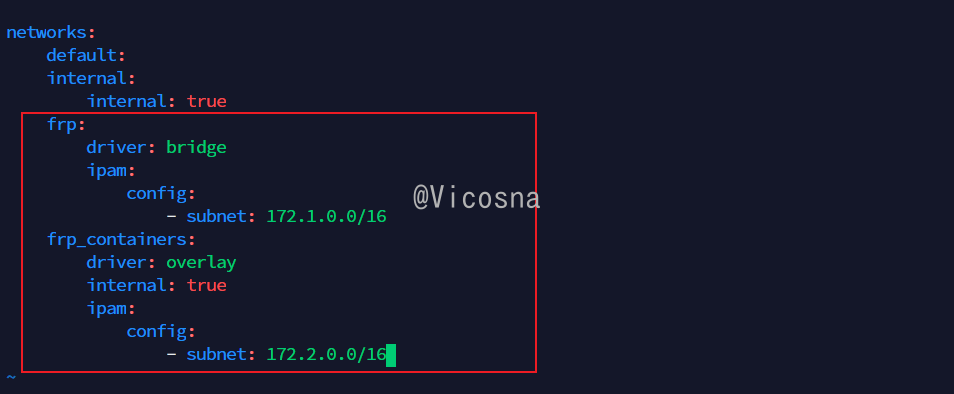 networks:
    default:
    internal:
        internal: true
    frp:
        driver: bridge
        ipam:
            config:
                - subnet: 172.1.0.0/16
    frp_containers:
        driver: overlay
        internal: true
        ipam:
            config:
                - subnet: 172.2.0.0/16
~
@Vicosna